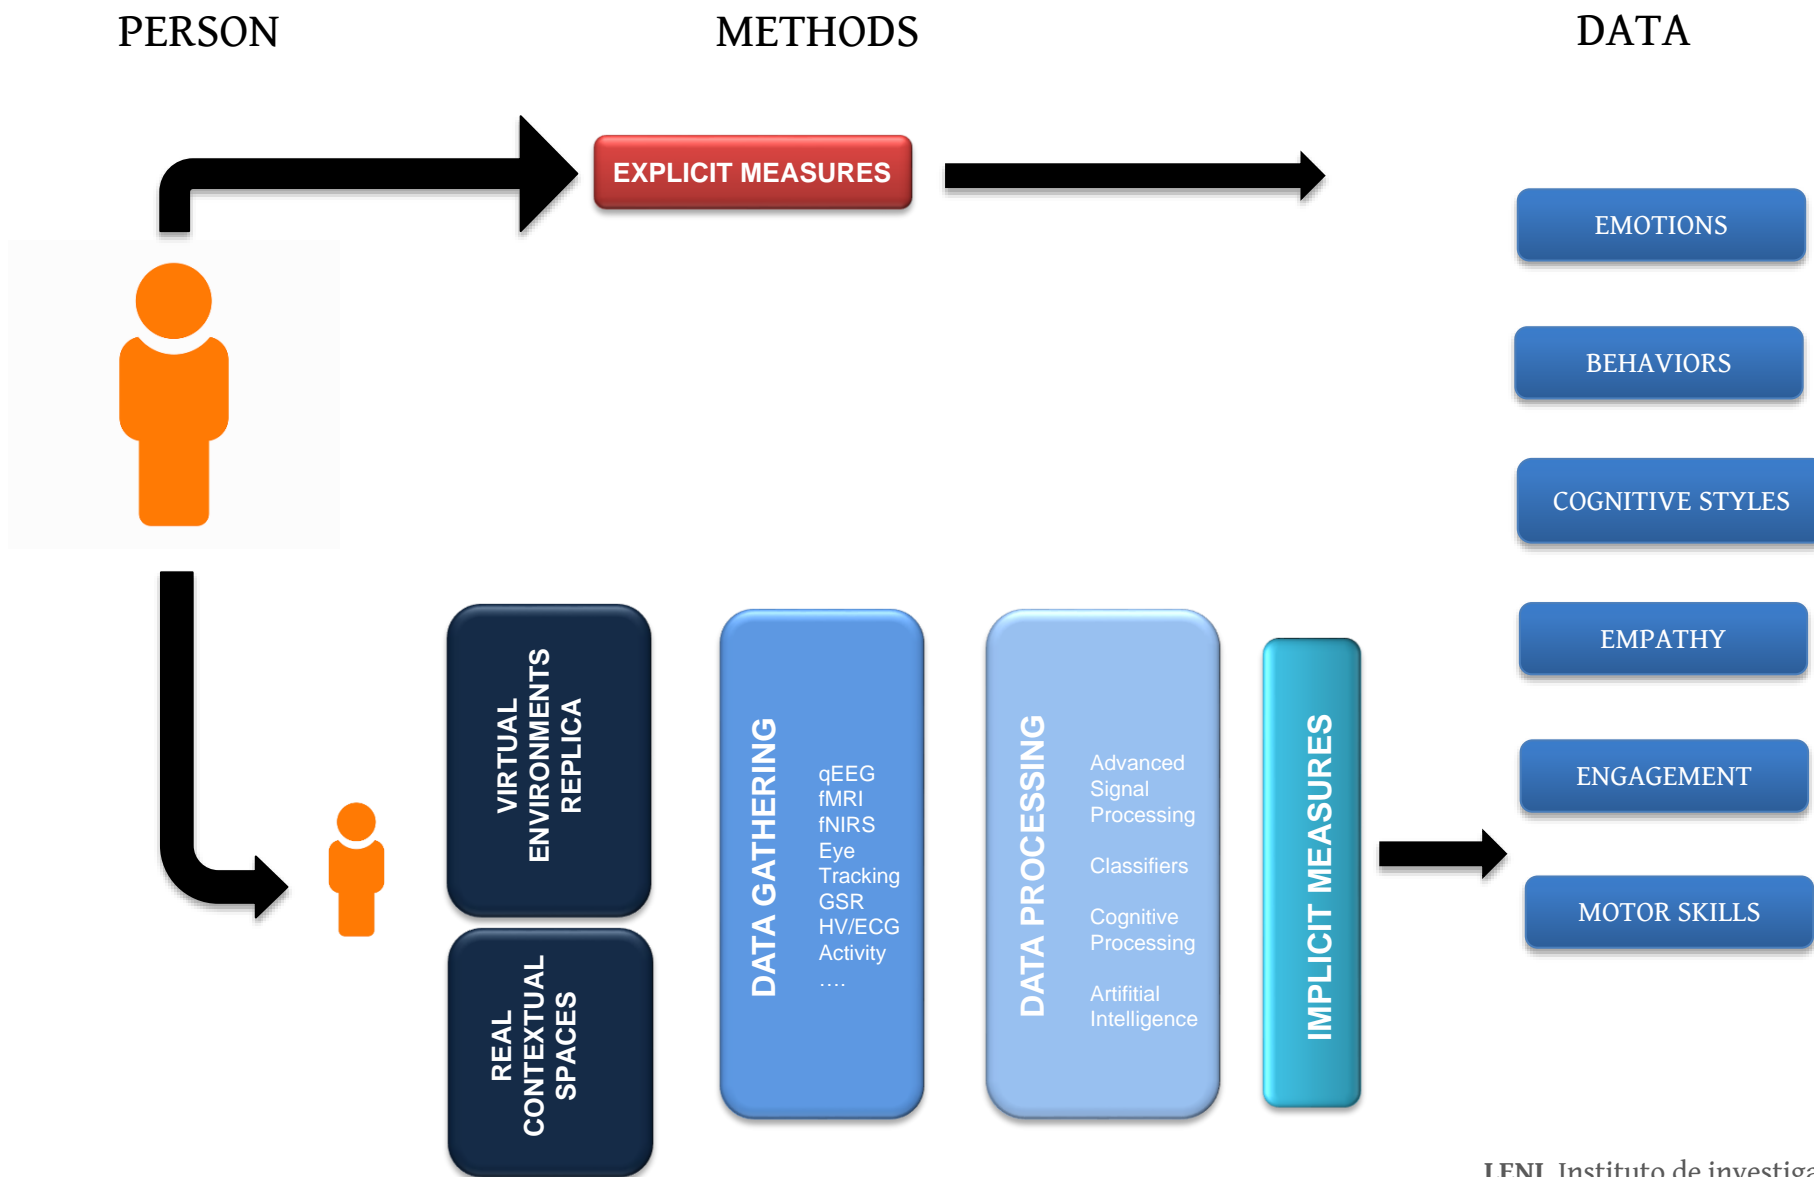 PERSON
METHODS
DATA
EXPLICIT MEASURES
EMOTIONS
BEHAVIORS
COGNITIVE STYLES
EMPATHY
ENGAGEMENT
MOTOR SKILLS
VIRTUAL
ENVIRONMENTS
REPLICA
REAL
CONTEXTUAL
SPACES
DATA GATHERING
qEEG
fMRI
fNIRS
Eye
Tracking
GSR
HV/ECG
Activity
....
DATA PROCESSING
Advanced
Signal
Processing
Classifiers
Cognitive
Processing
Artifitial
Intelligence
IMPLICIT MEASURES
Instituto de